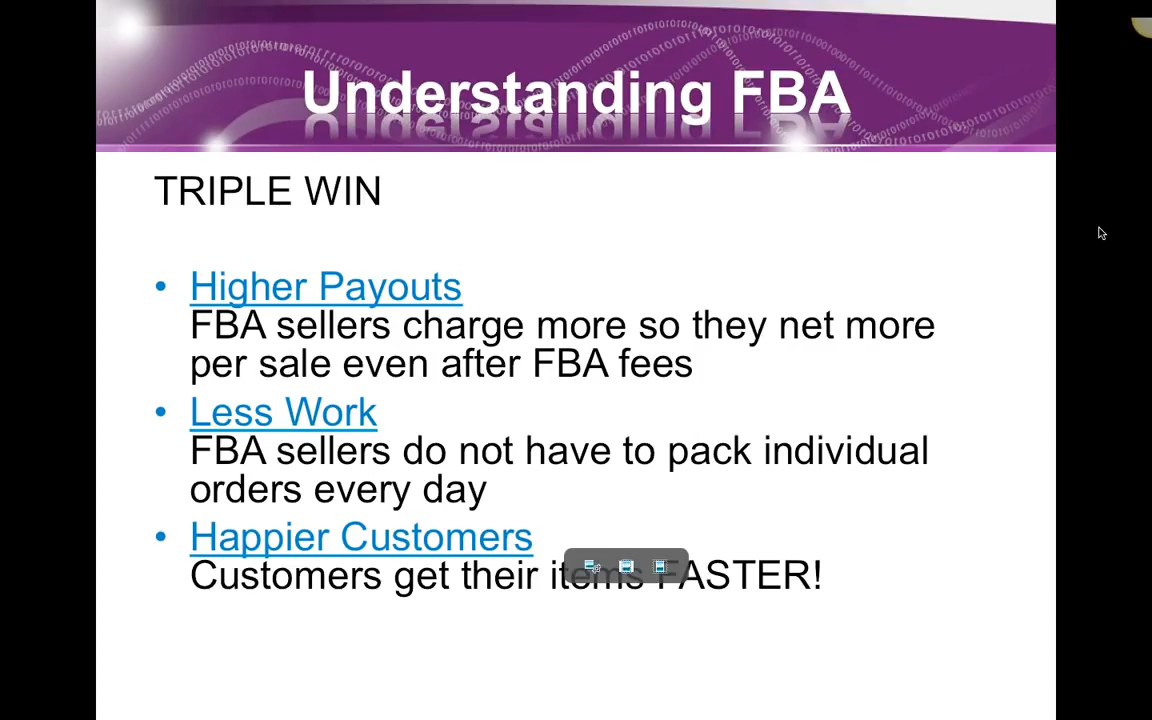 Understanding FBA
TRIPLE WIN
• Higher Payouts
FBA sellers charge more so they net more
per sale even after FBA fees
• Less Work
FBA sellers do not have to pack individual
orders every day
• Happier Customers
Customers get their items FASTER!